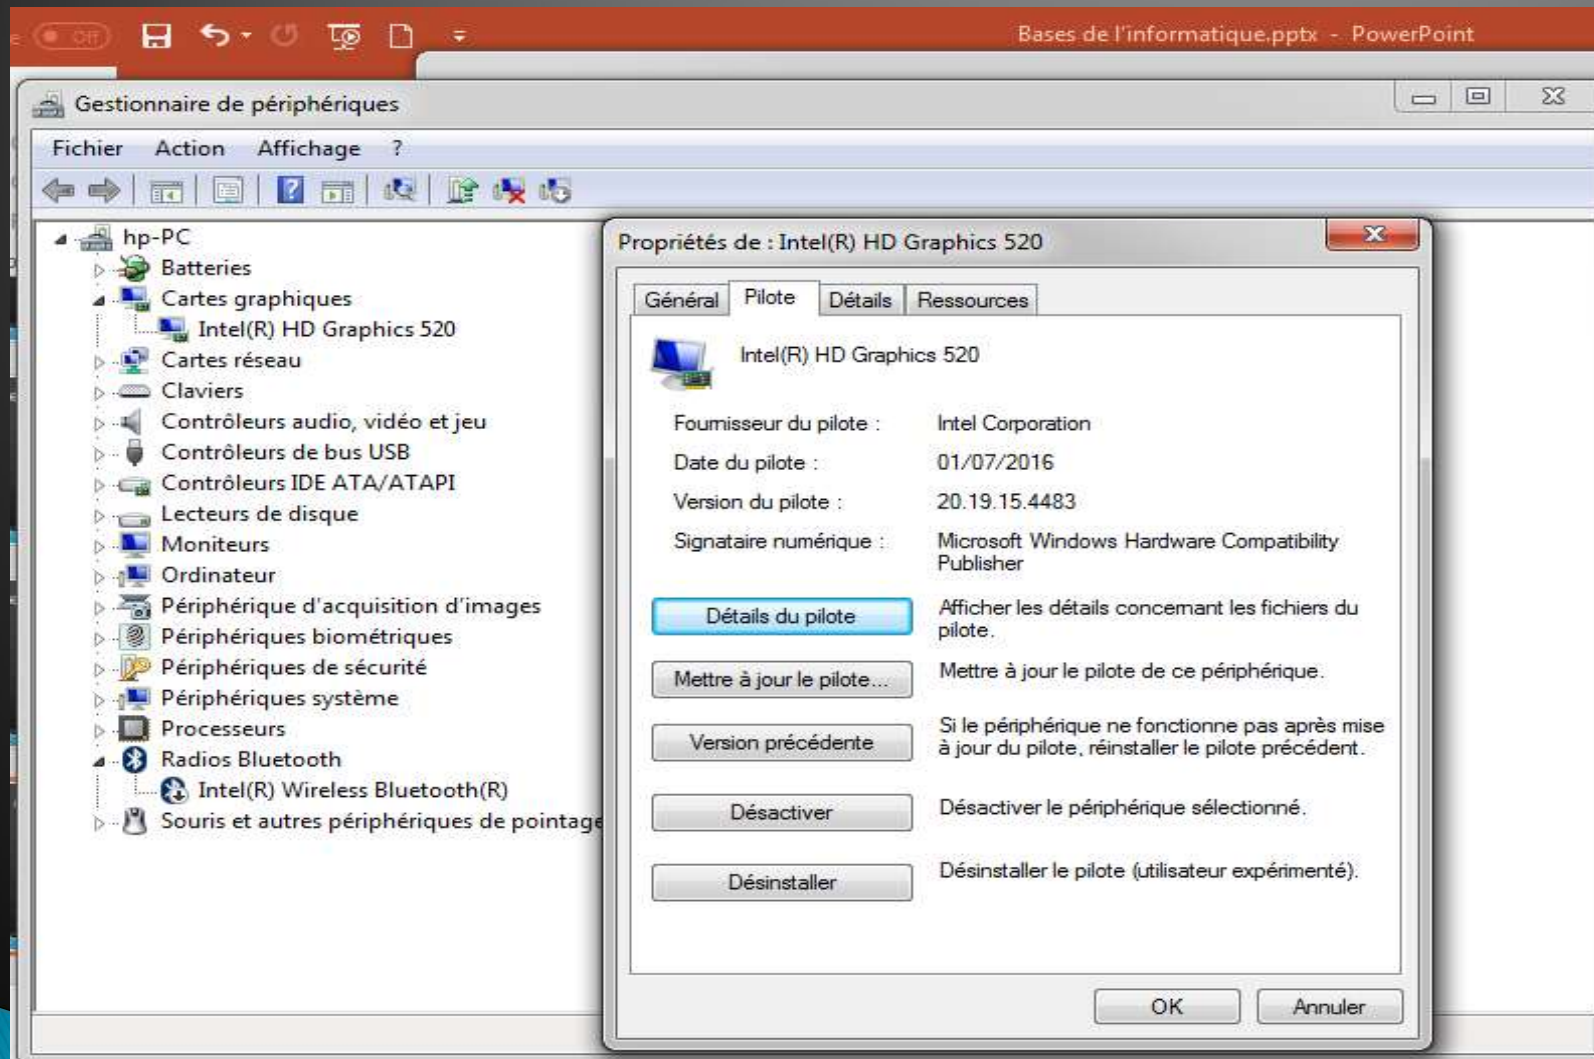 Off
Bases de l'informatique.pptx - PowerPoint
Gestionnaire de périphériques
Fichier Action Affichage ?
hp-PC
Batteries
Cartes graphiques
Intel(R) HD Graphics 520
Cartes réseau
Claviers
Contrôleurs audio, vidéo et jeu
Contrôleurs de bus USB
Contrôleurs IDE ATA/ATAPI
Lecteurs de disque
Moniteurs
Ordinateur
Périphérique d'acquisition d'images
Périphériques biométriques
Périphériques de sécurité
Périphériques système
Processeurs
Radios Bluetooth
Intel(R) Wireless Bluetooth(R)
Souris et autres périphériques de pointage
Propriétés de : Intel(R) HD Graphics 520
Général Pilote Détails Ressources
Intel(R) HD Graphics 520
Fournisseur du pilote : Intel Corporation
Date du pilote : 01/07/2016
Version du pilote : 20.19.15.4483
Signataire numérique : Microsoft Windows Hardware Compatibility
Publisher
Détails du pilote Afficher les détails concernant les fichiers du
pilote.
Mettre à jour le pilote... Mettre à jour le pilote de ce périphérique.
Version précédente Si le périphérique ne fonctionne pas après mise
à jour du pilote, réinstaller le pilote précédent.
Désactiver Désactiver le périphérique sélectionné.
Désinstaller Désinstaller le pilote (utilisateur expérimenté).
OK Annuler